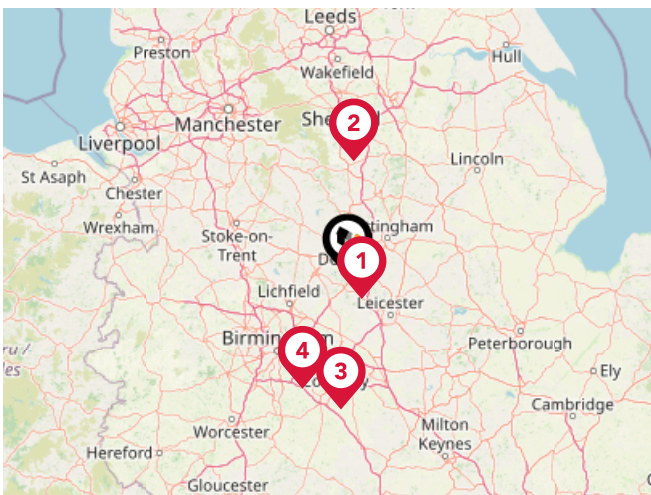 Leeds
Preston
Hull
Wakefield
Manchester
She
2
Liverpool
Lincoln
St Asaph
Chester
Wrexham
Stoke-on-
Trent
tingham
D
1
Lichfield
Leicester
Birmingham
Peterborough
4
3
Ely
Cambridge
Worcester
Milton
Keynes
Hereford
Gloucester